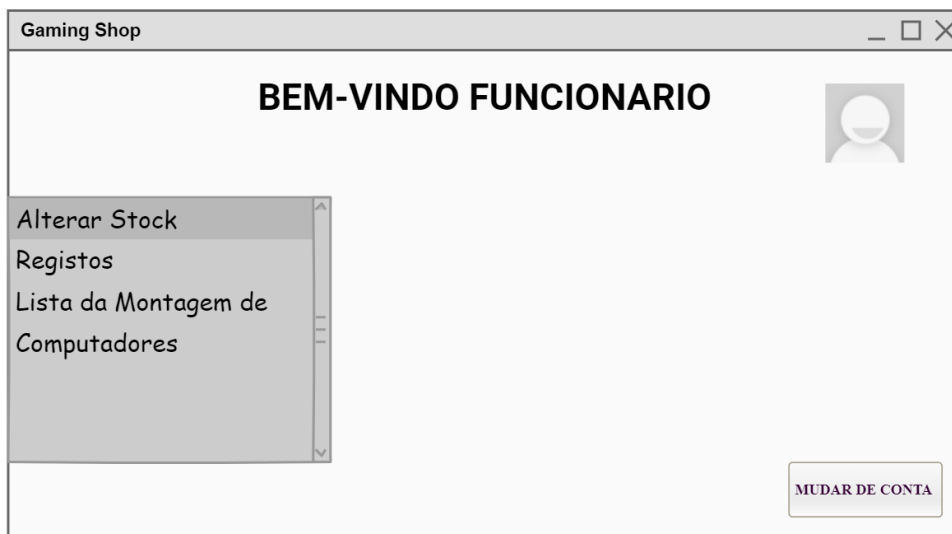 Gaming Shop
BEM-VINDO FUNCIONARIO
Alterar Stock
Registos
Lista da Montagem de
Computadores
MUDAR DE CONTA